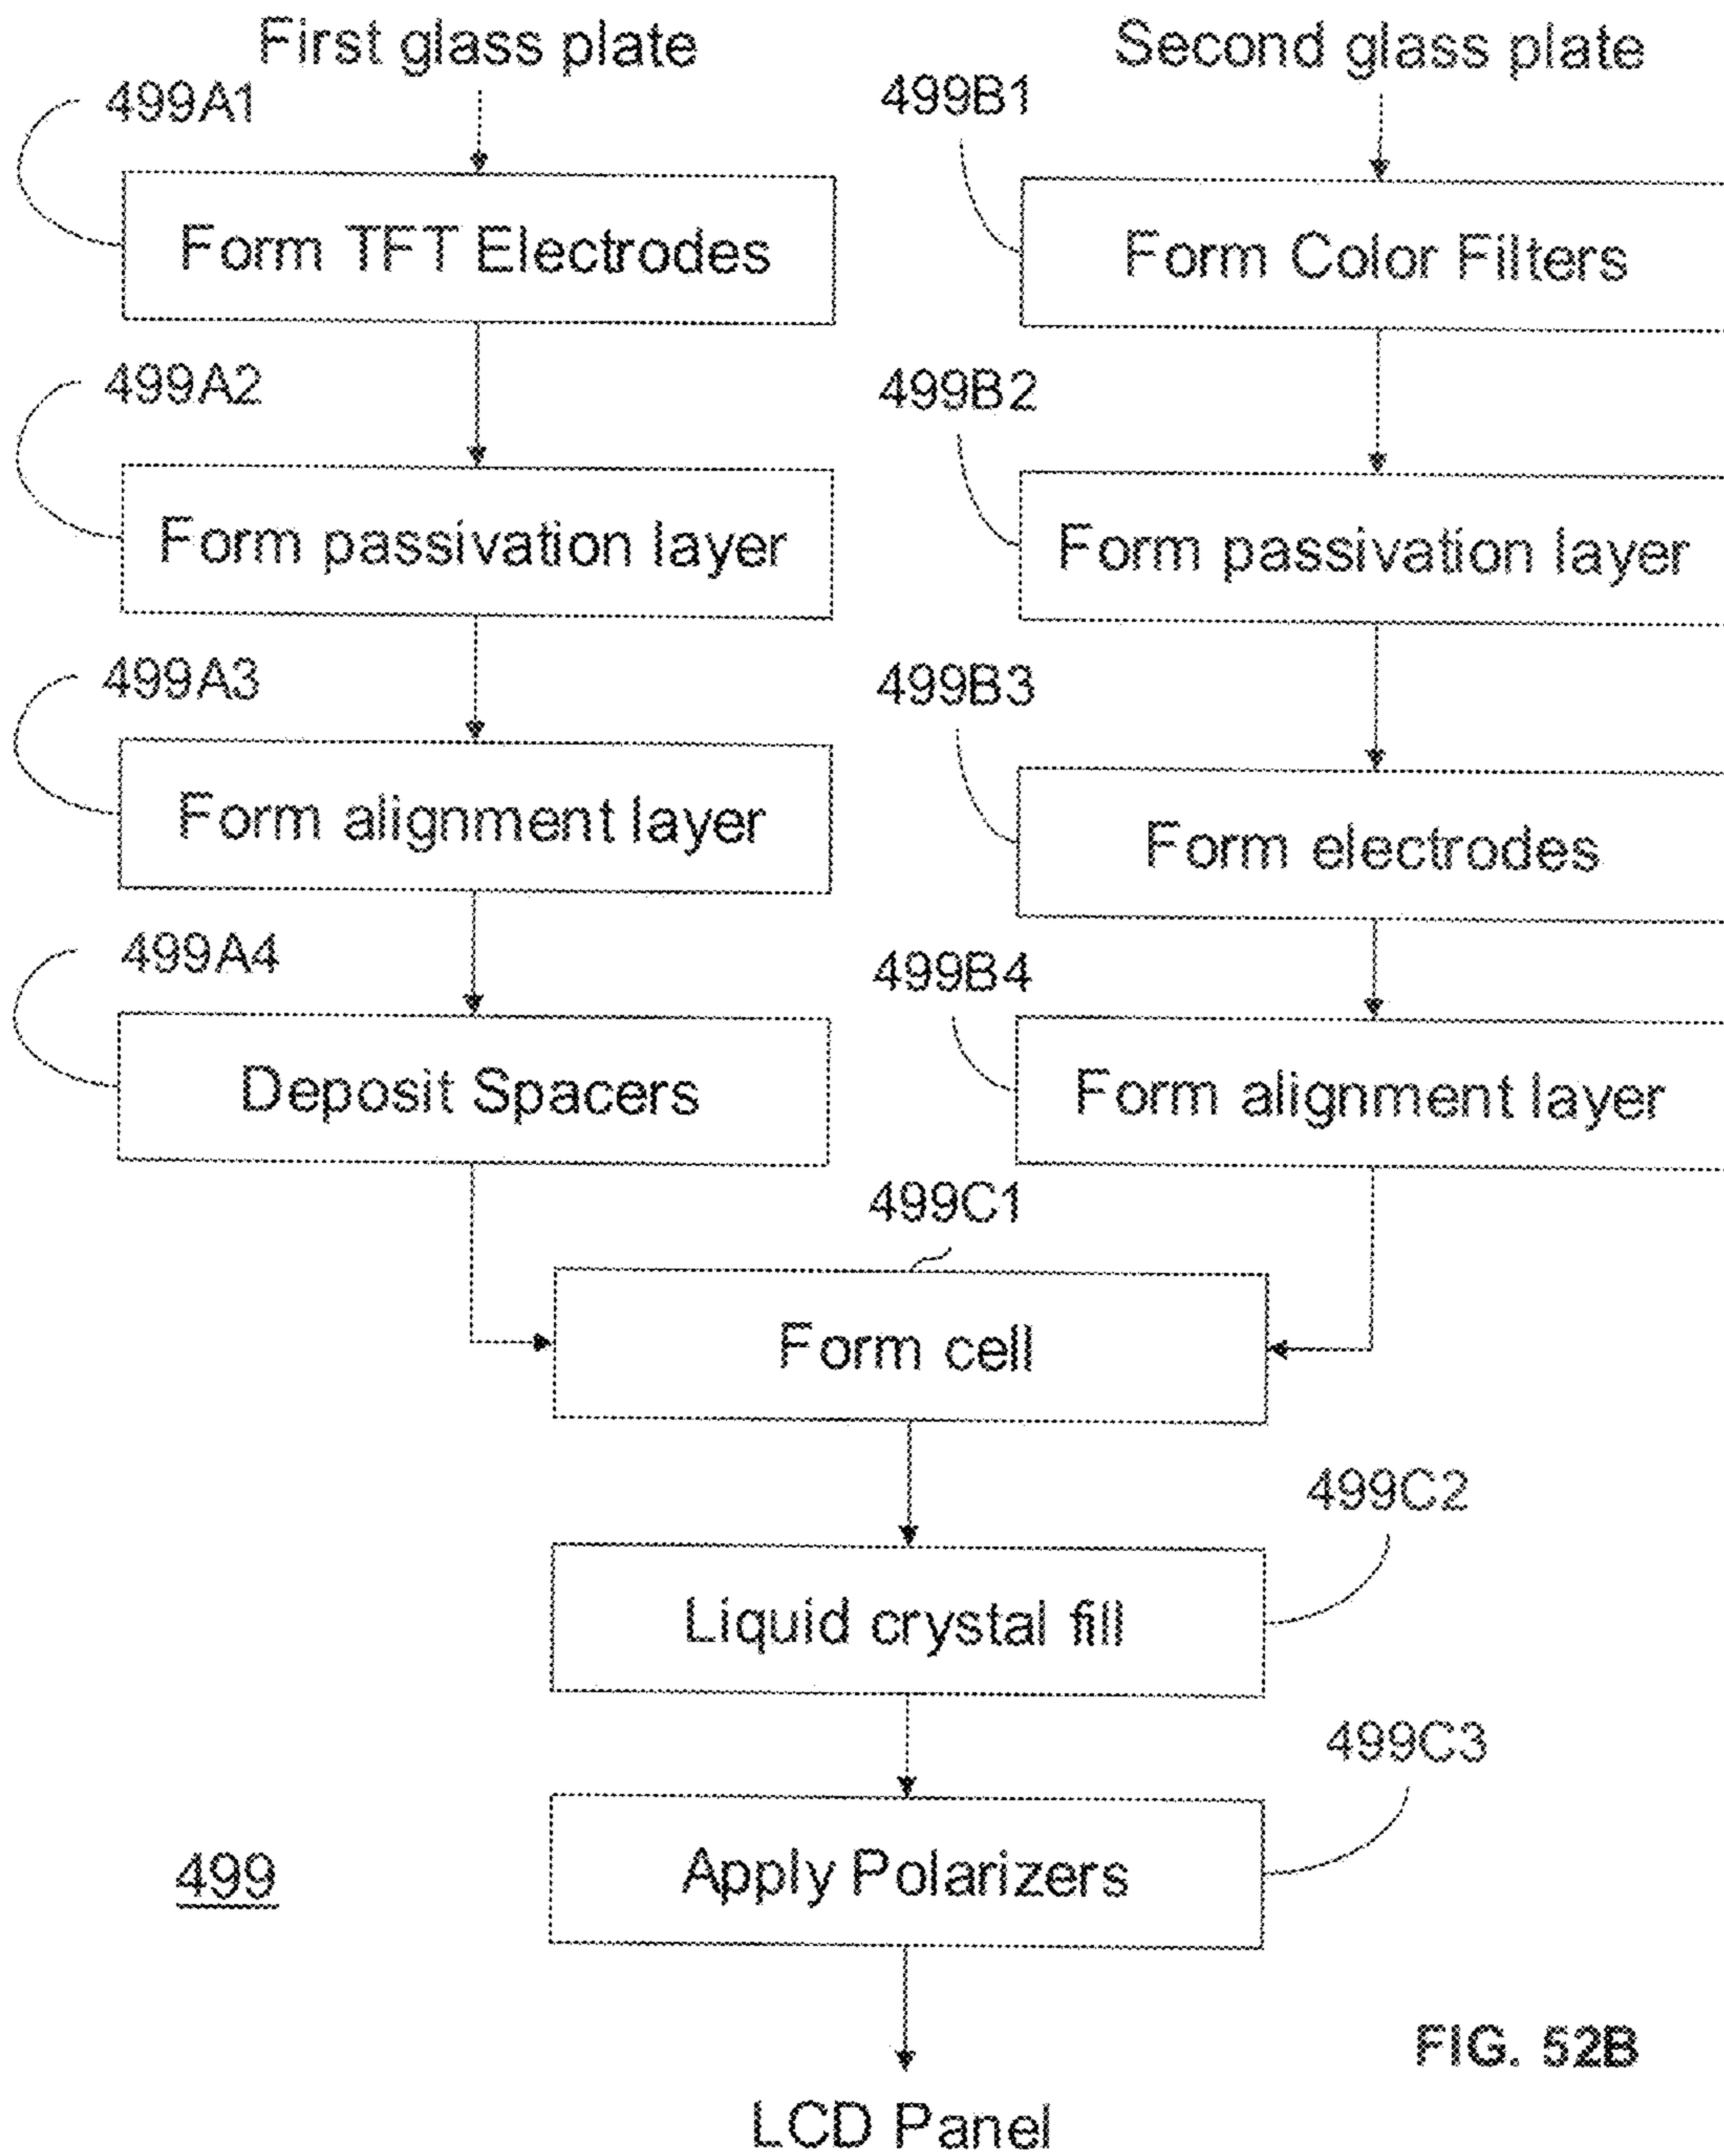 First glass plate
Second glass plate
499A1
499B1
Form TFT Electrodes
Form Color Filters
499A2
499B2
Form passivation layer
Form passivation layer
499A3
499B3
Form alignment layer
Form electrodes
499A4
499B4
Deposit Spacers
Form alignment layer
499C1
Form cell
499C2
Liquid crystal fill
499C3
Apply Polarizers
499
FIG. 52B
LCD Panel